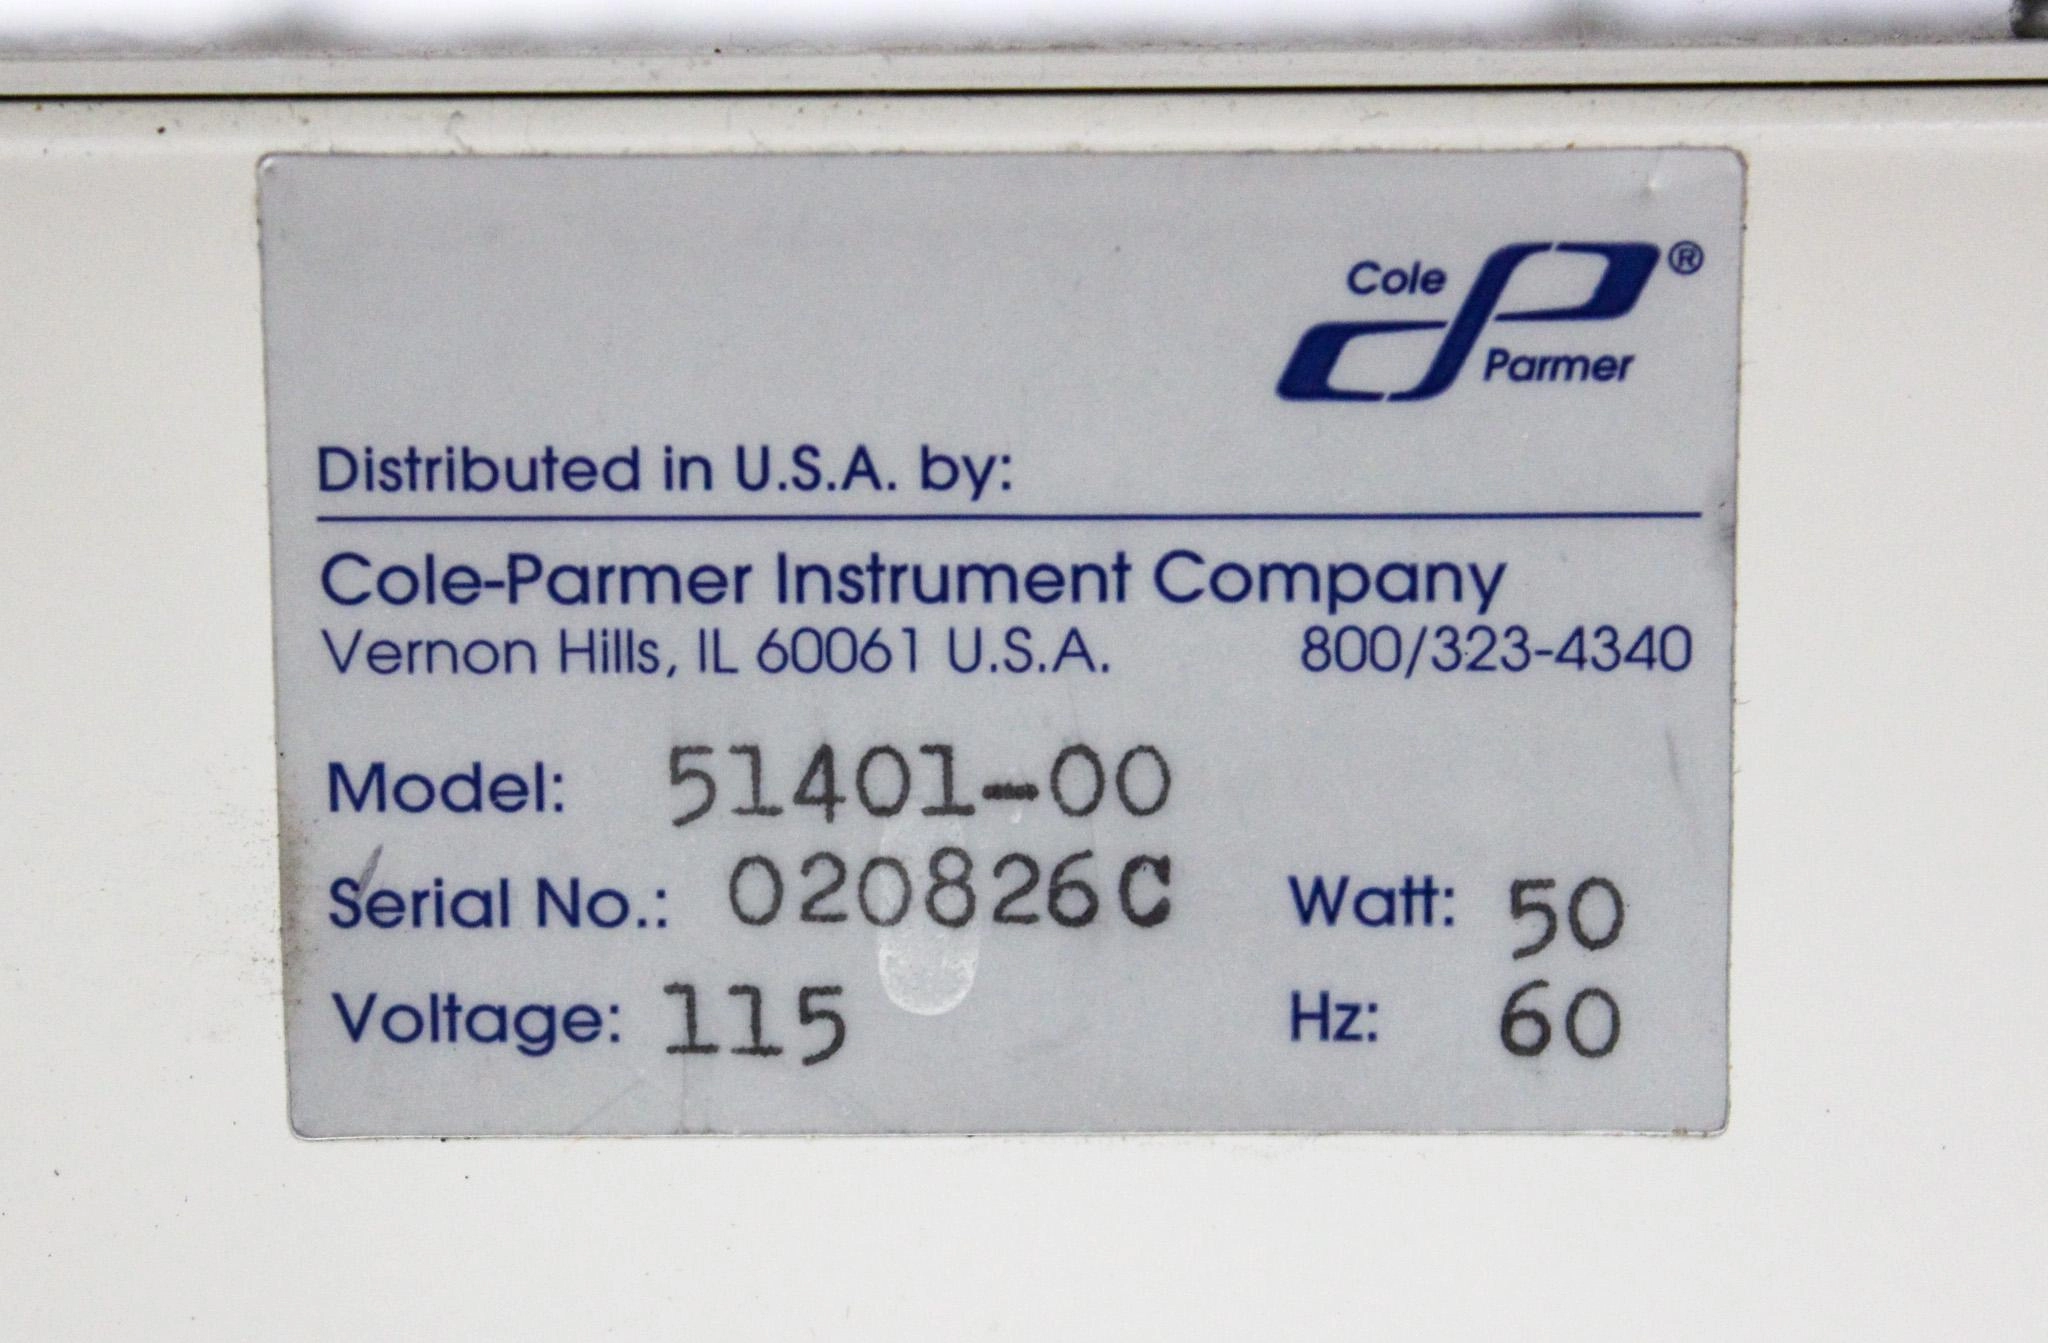 Cole
Parmer
®
Distributed in U.S.A. by:
Cole-Parmer Instrument Company
Vernon Hills, IL 60061 U.S.A. 800/323-4340
Model: 51401-00
Serial No.: 020826C Watt: 50
Voltage: 115 Hz: 60